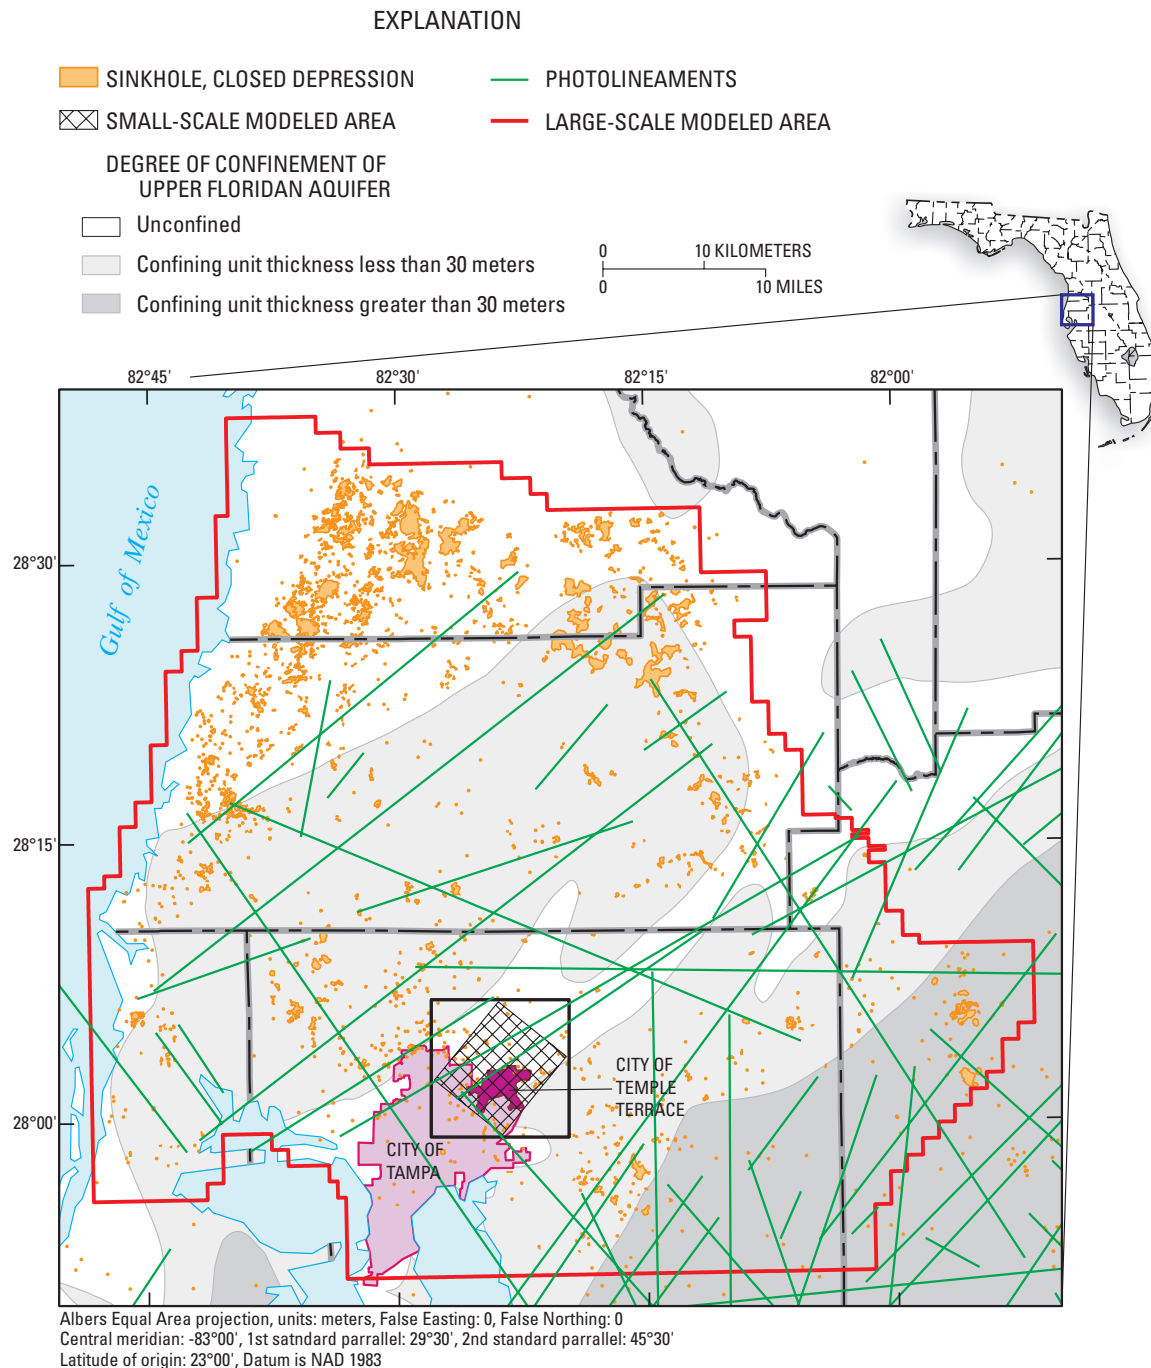 EXPLANATION
SINKHOLE, CLOSED DEPRESSION
PHOTOLINEAMENTS
SMALL-SCALE MODELED AREA
LARGE-SCALE MODELED AREA
DEGREE OF CONFINEMENT OF
UPPER FLORIDAN AQUIFER
Unconfined
Confining unit thickness less than 30 meters
Confining unit thickness greater than 30 meters
0 10 KILOMETERS
0 10 MILES
82°45' 82°30' 82°15' 82°00'
Gulf of Mexico
28°30'
28°15'
28°00'
CITY OF
TEMPLE
TERRACE
CITY OF
TAMPA
Albers Equal Area projection, units: meters, False Easting: 0, False Northing: 0
Central meridian: -83°00', 1st satndard parrallel: 29°30', 2nd standard parrallel: 45°30'
Latitude of origin: 23°00', Datum is NAD 1983